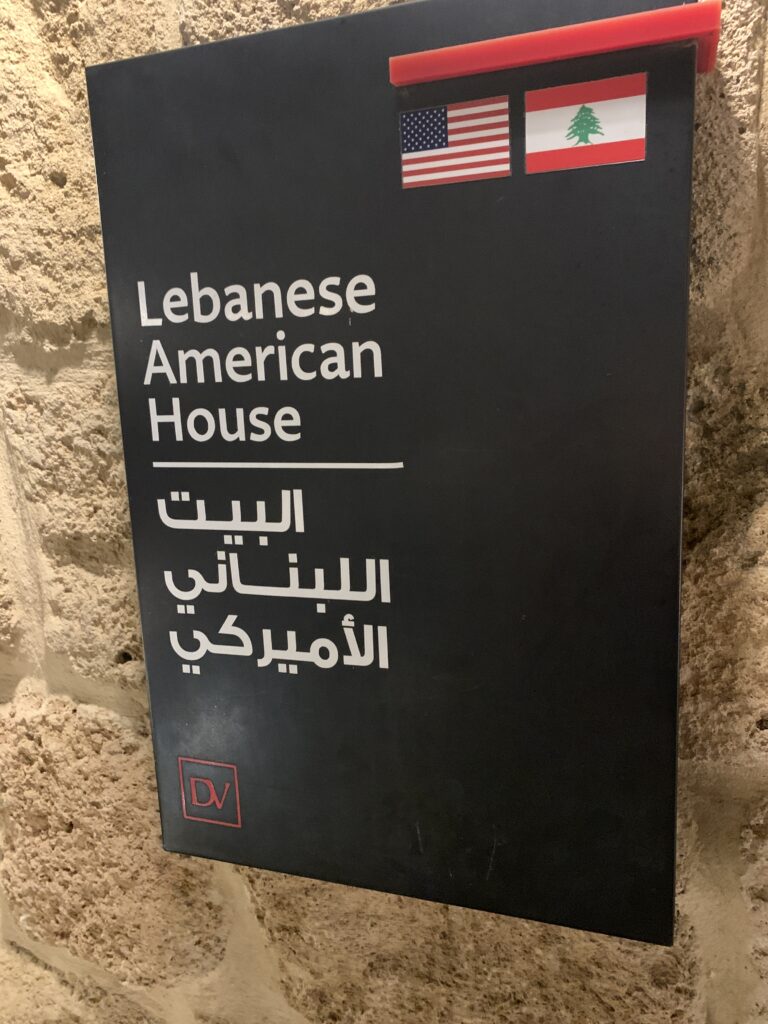 Lebanese
American
House
البيت
اللبناني
الأميركي
DV